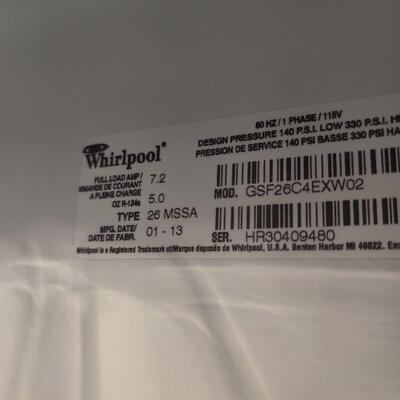 60 HZ / 1 PHASE / 115V
DESIGN PRESSURE 140 P.S.I. LOW 330 P.S.I.
PRESSION DE SERVICE 140 PSI BASSE 330 PSI
Whirlpool®
FULL LOAD AMP/
DEMANDE DE COURANT
A PLEINE CHARGE
7.2
OZ R-134a 5.0
TYPE 26 MSSA
MFG. DATE/
DATE DE FABR. 01 - 13
MOD. GSF26C4EXW02
SER. HR30409480
Whirlpool is a Registered Trademark of/Marque deposée de Whirlpool, U.S.A. Benton Harbor MI 49022.